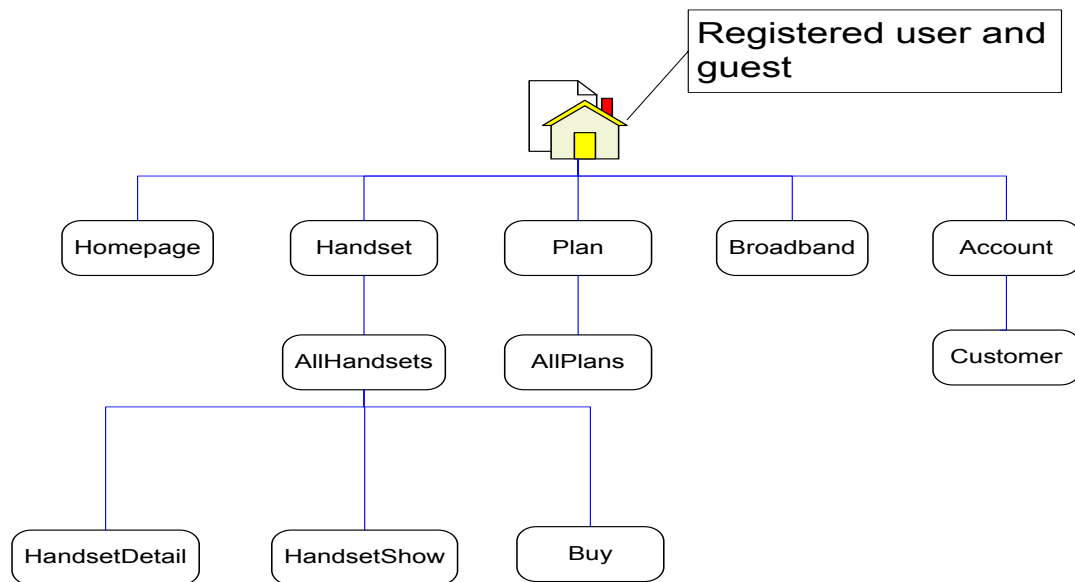 Registered user and
guest
Homepage
Handset
Plan
Broadband
Account
AllHandsets
AllPlans
Customer
HandsetDetail
HandsetShow
Buy